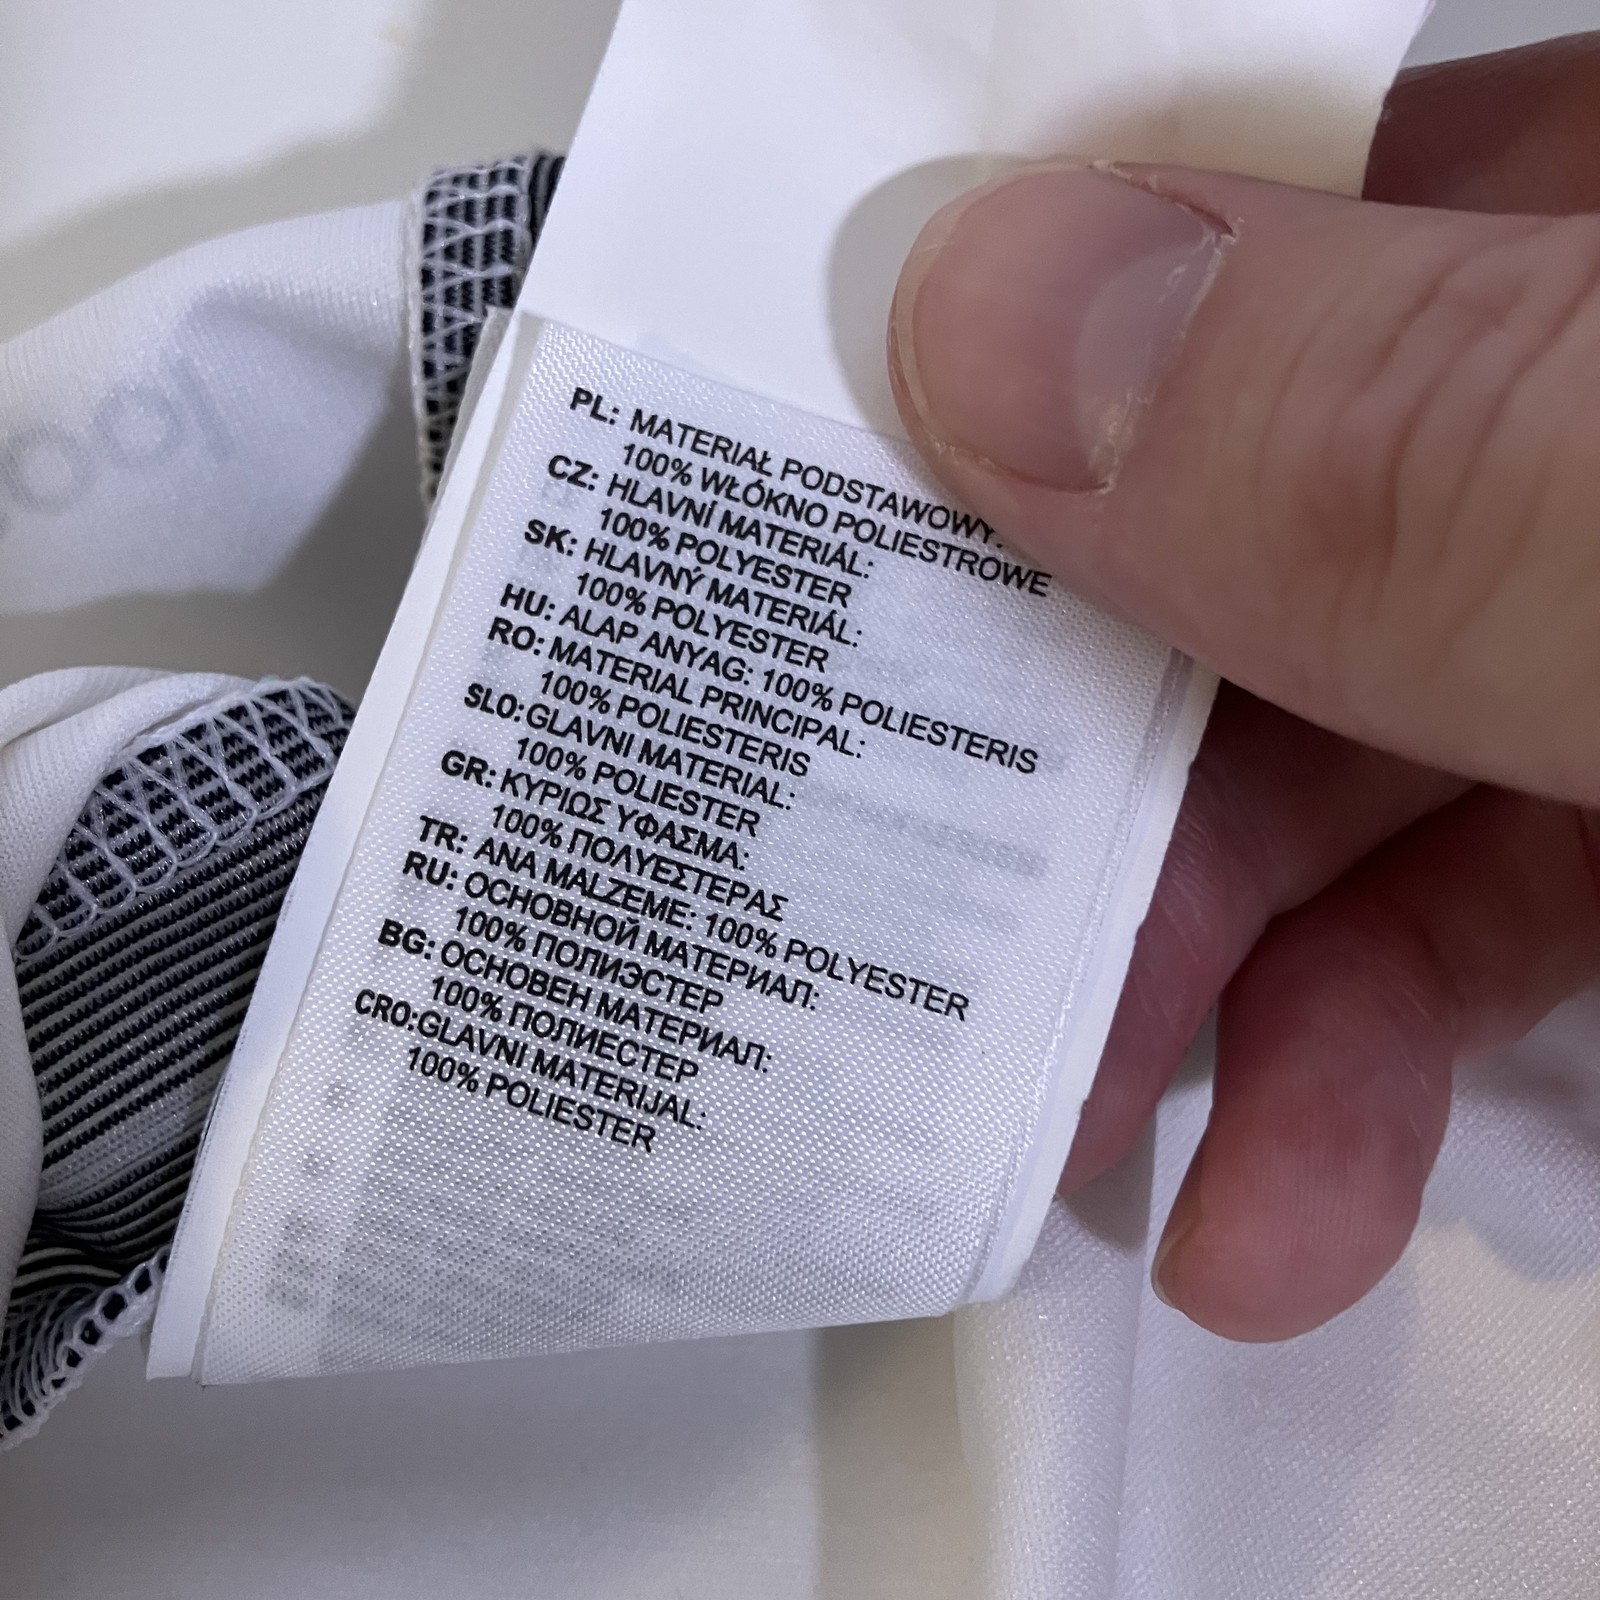 PL: MATERIAŁ PODSTAWOWY:
100% WŁÓKNO POLIESTROWE
CZ: HLAVNÍ MATERIÁL:
100% POLYESTER
SK: HLAVNÝ MATERIÁL:
100% POLYESTER
HU: ALAP ANYAG: 100% POLIESTERIS
RO: MATERIAL PRINCIPAL:
100% POLIESTERIS
SLO: GLAVNI MATERIAL:
100% POLIESTER
GR: ΚΥΡΙΩΣ ΥΦΑΣΜΑ:
100% ΠΟΛΥΕΣΤΕΡΑΣ
TR: ANA MALZEME: 100% POLYESTER
RU: ОСНОВНОЙ МАТЕРИАЛ:
100% ПОЛИЭСТЕР
BG: ОСНОВЕН МАТЕРИАЛ:
100% ПОЛИЕСТЕР
CRO: GLAVNI MATERIJAL:
100% POLIESTER